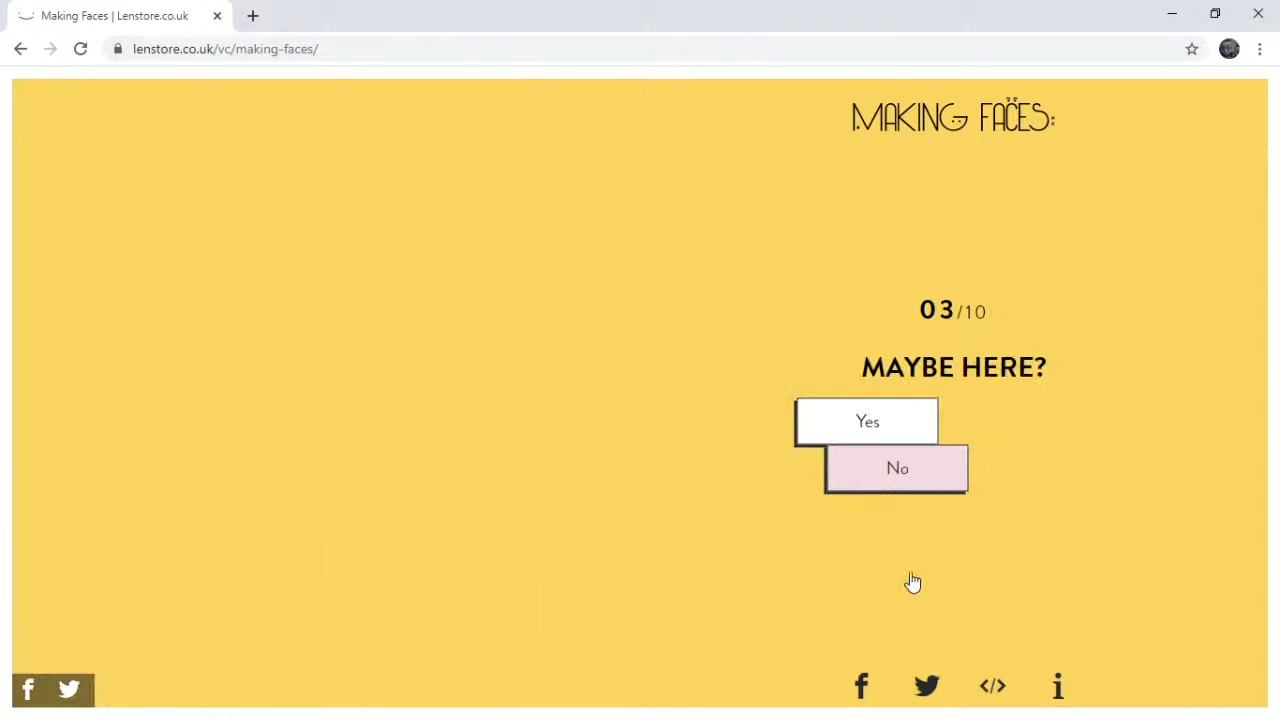 Making Faces | Lenstore.co.uk
lenstore.co.uk/vc/making-faces/
MAKING FACES
03/10
MAYBE HERE?
Yes
No